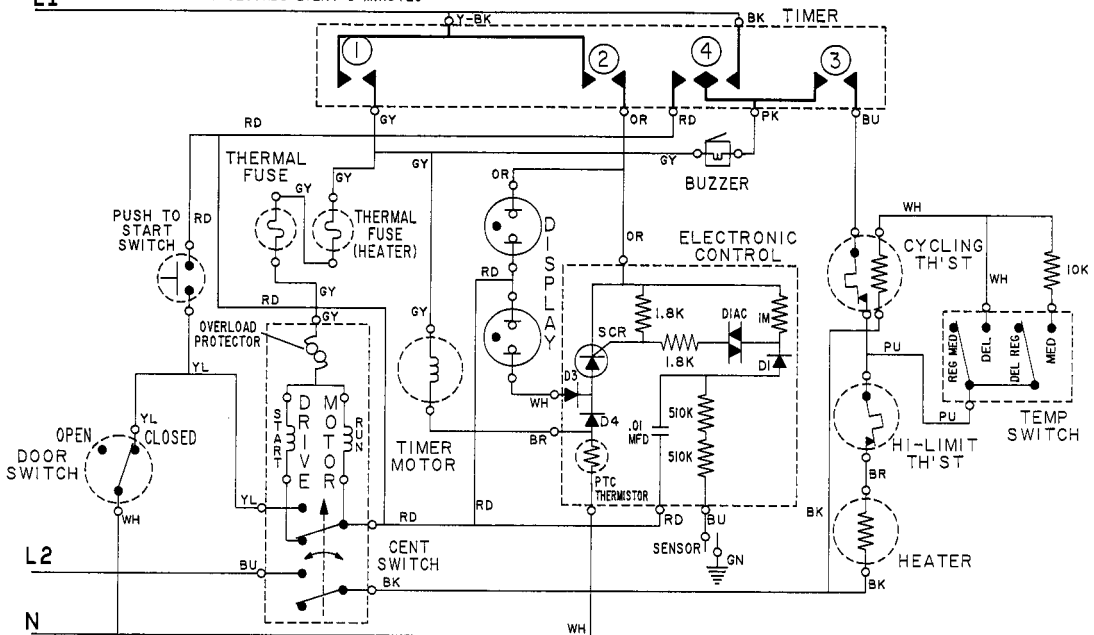 L1
Y-BK
BK
TIMER
1
2
4
3
GY
OR
RD
PK
BU
RD
GY
GY
BUZZER
THERMAL
FUSE
GY
GY
THERMAL
FUSE
(HEATER)
OR
DISPLAY
OR
ELECTRONIC
CONTROL
WH
CYCLING
TH'ST
WH
10K
PUSH TO
START
SWITCH
RD
RD
GY
GY
OVERLOAD
PROTECTOR
GY
RD
1.8K
DIAC
1M
SCR
1.8K
D1
D3
WH
D4
BR
.01
MFD
510K
510K
PTC
THERMISTOR
PU
REG MED
DEL
DEL REG
MED
PU
TEMP
SWITCH
YL
YL
OPEN
CLOSED
DOOR
SWITCH
WH
START
DRIVE
MOTOR
RUN
TIMER
MOTOR
HI-LIMIT
TH'ST
BR
YL
RD
RD
RD
BU
SENSOR
GN
BK
HEATER
L2
BU
CENT
SWITCH
BK
BK
N
WH